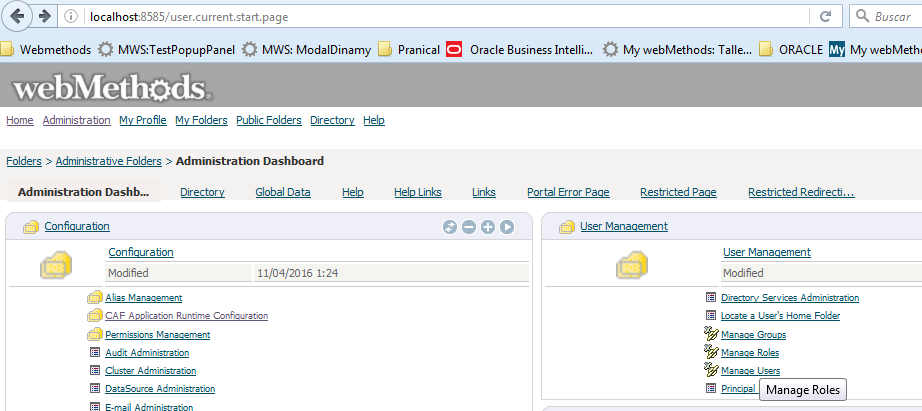 localhost:8585/user.current.start.page
Buscar
Webmethods MWS:TestPopupPanel MWS: ModalDinamy Pranical Oracle Business Intelli... My webMethods: Talle... ORACLE My My webMetho
webMethods.
Home Administration My Profile My Folders Public Folders Directory Help
Folders > Administrative Folders > Administration Dashboard
Administration Dashb... Directory Global Data Help Help Links Links Portal Error Page Restricted Page Restricted Redirecti...
Configuration
Configuration
Modified 11/04/2016 1:24
Alias Management
CAF Application Runtime Configuration
Permissions Management
Audit Administration
Cluster Administration
DataSource Administration
E-mail Administration
User Management
User Management
Modified
Directory Services Administration
Locate a User's Home Folder
Manage Groups
Manage Roles
Manage Users
Principal
Manage Roles